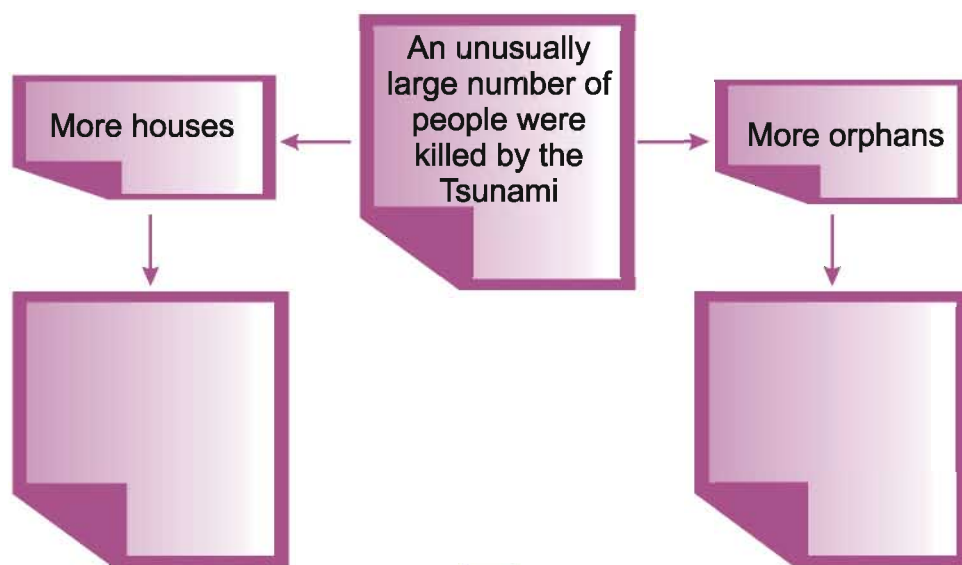 More houses
An unusually
large number of
people were
killed by the
Tsunami
More orphans